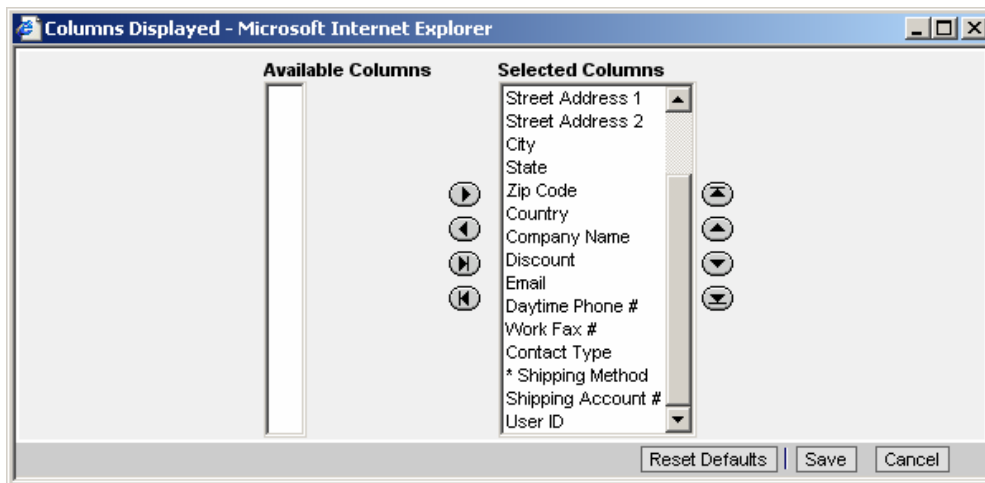 Columns Displayed - Microsoft Internet Explorer
Available Columns
Selected Columns
Street Address 1
Street Address 2
City
State
Zip Code
Country
Company Name
Discount
Email
Daytime Phone #
Work Fax #
Contact Type
* Shipping Method
Shipping Account #
User ID
Reset Defaults
Save
Cancel